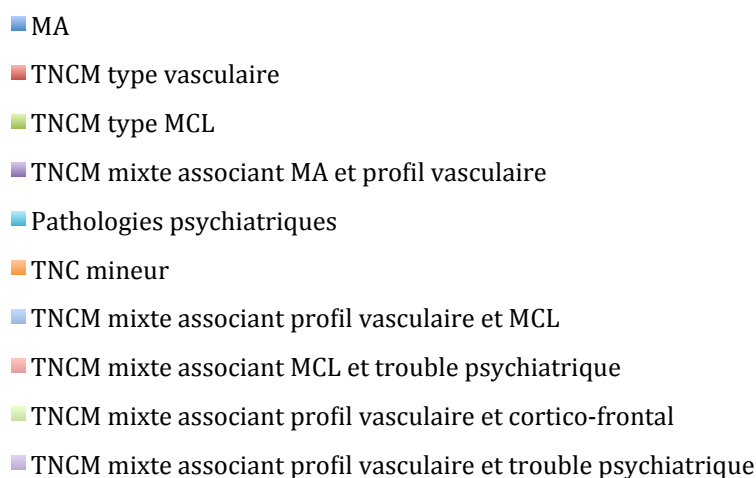 MA
TNCM type vasculaire
TNCM type MCL
TNCM mixte associant MA et profil vasculaire
Pathologies psychiatriques
TNC mineur
TNCM mixte associant profil vasculaire et MCL
TNCM mixte associant MCL et trouble psychiatrique
TNCM mixte associant profil vasculaire et cortico-frontal
TNCM mixte associant profil vasculaire et trouble psychiatrique